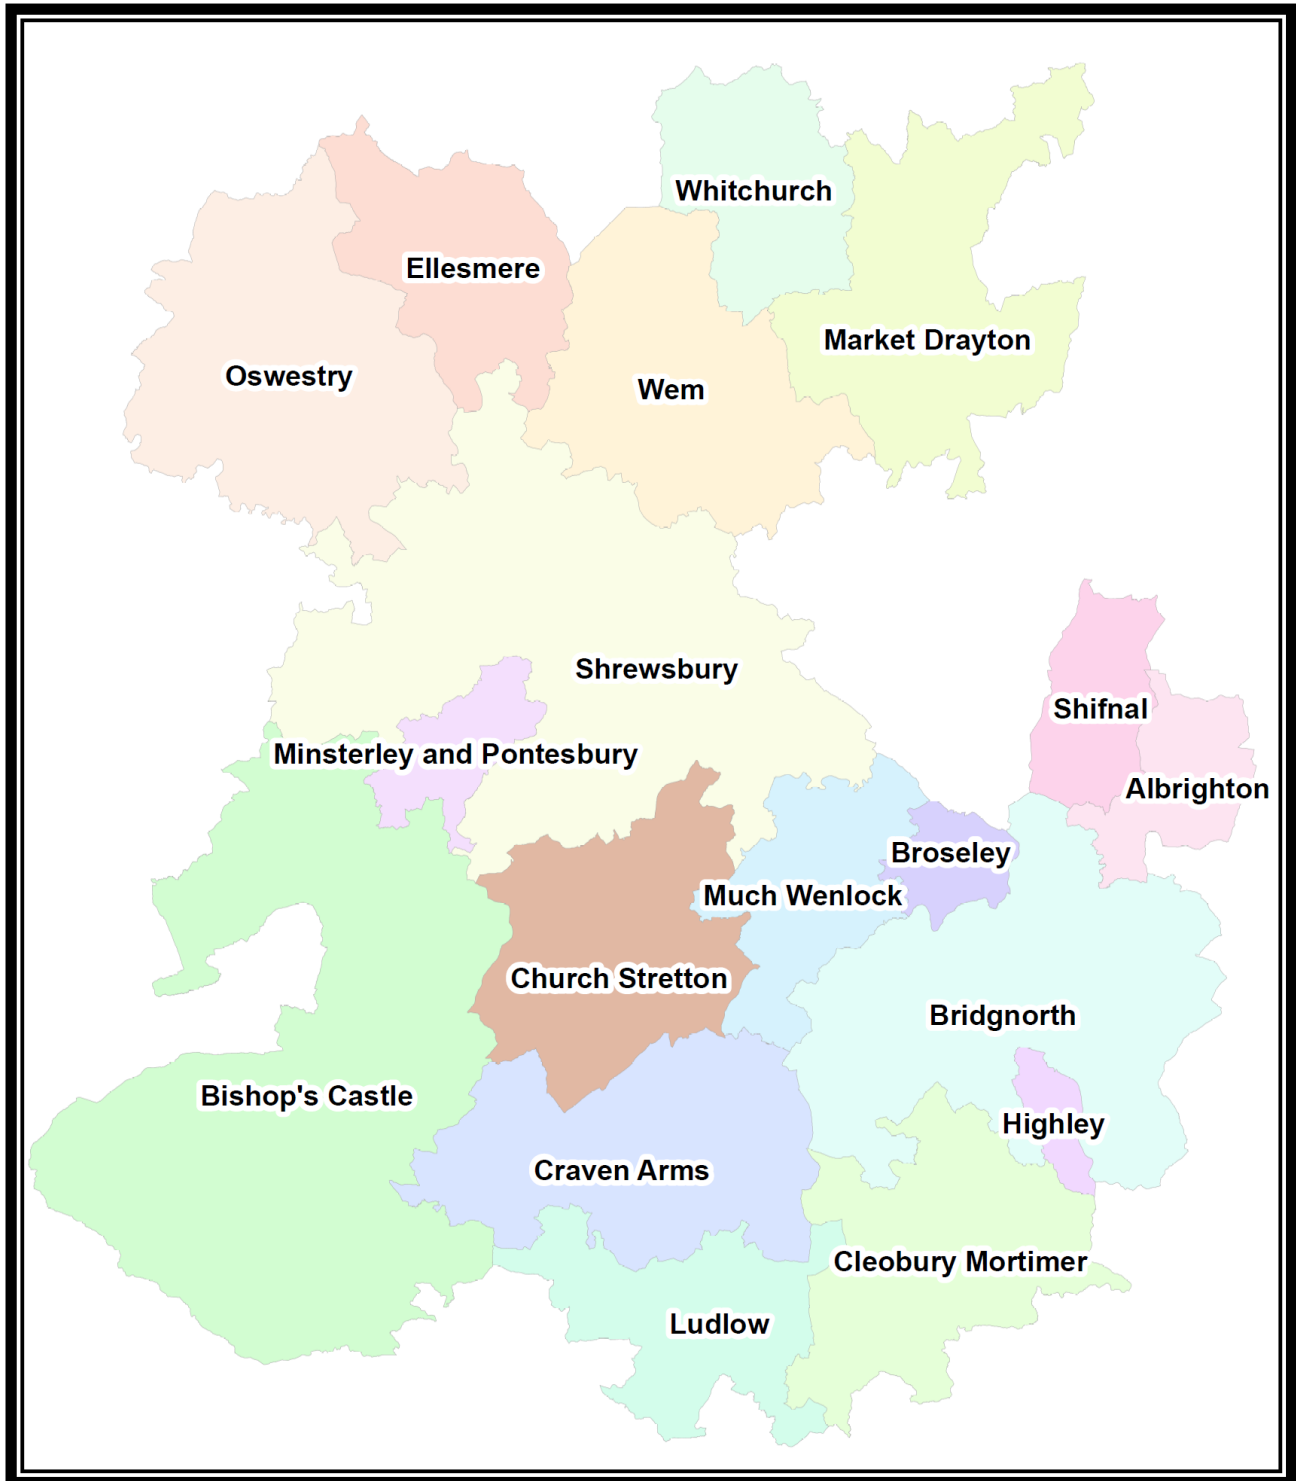 Whitchurch
Ellesmere
Market Drayton
Oswestry
Wem
Shrewsbury
Shifnal
Minsterley and Pontesbury
Albrighton
Broseley
Much Wenlock
Church Stretton
Bridgnorth
Bishop's Castle
Highley
Craven Arms
Cleobury Mortimer
Ludlow